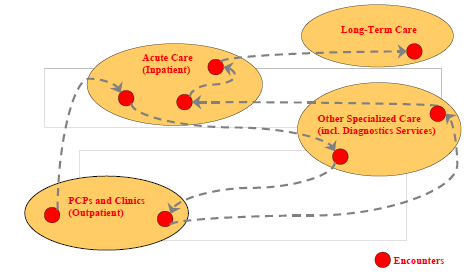 Long-Term Care
Acute Care
(Inpatient)
Other Specialized Care
(incl. Diagnostics Services)
PCPs and Clinics
(Outpatient)
Encounters